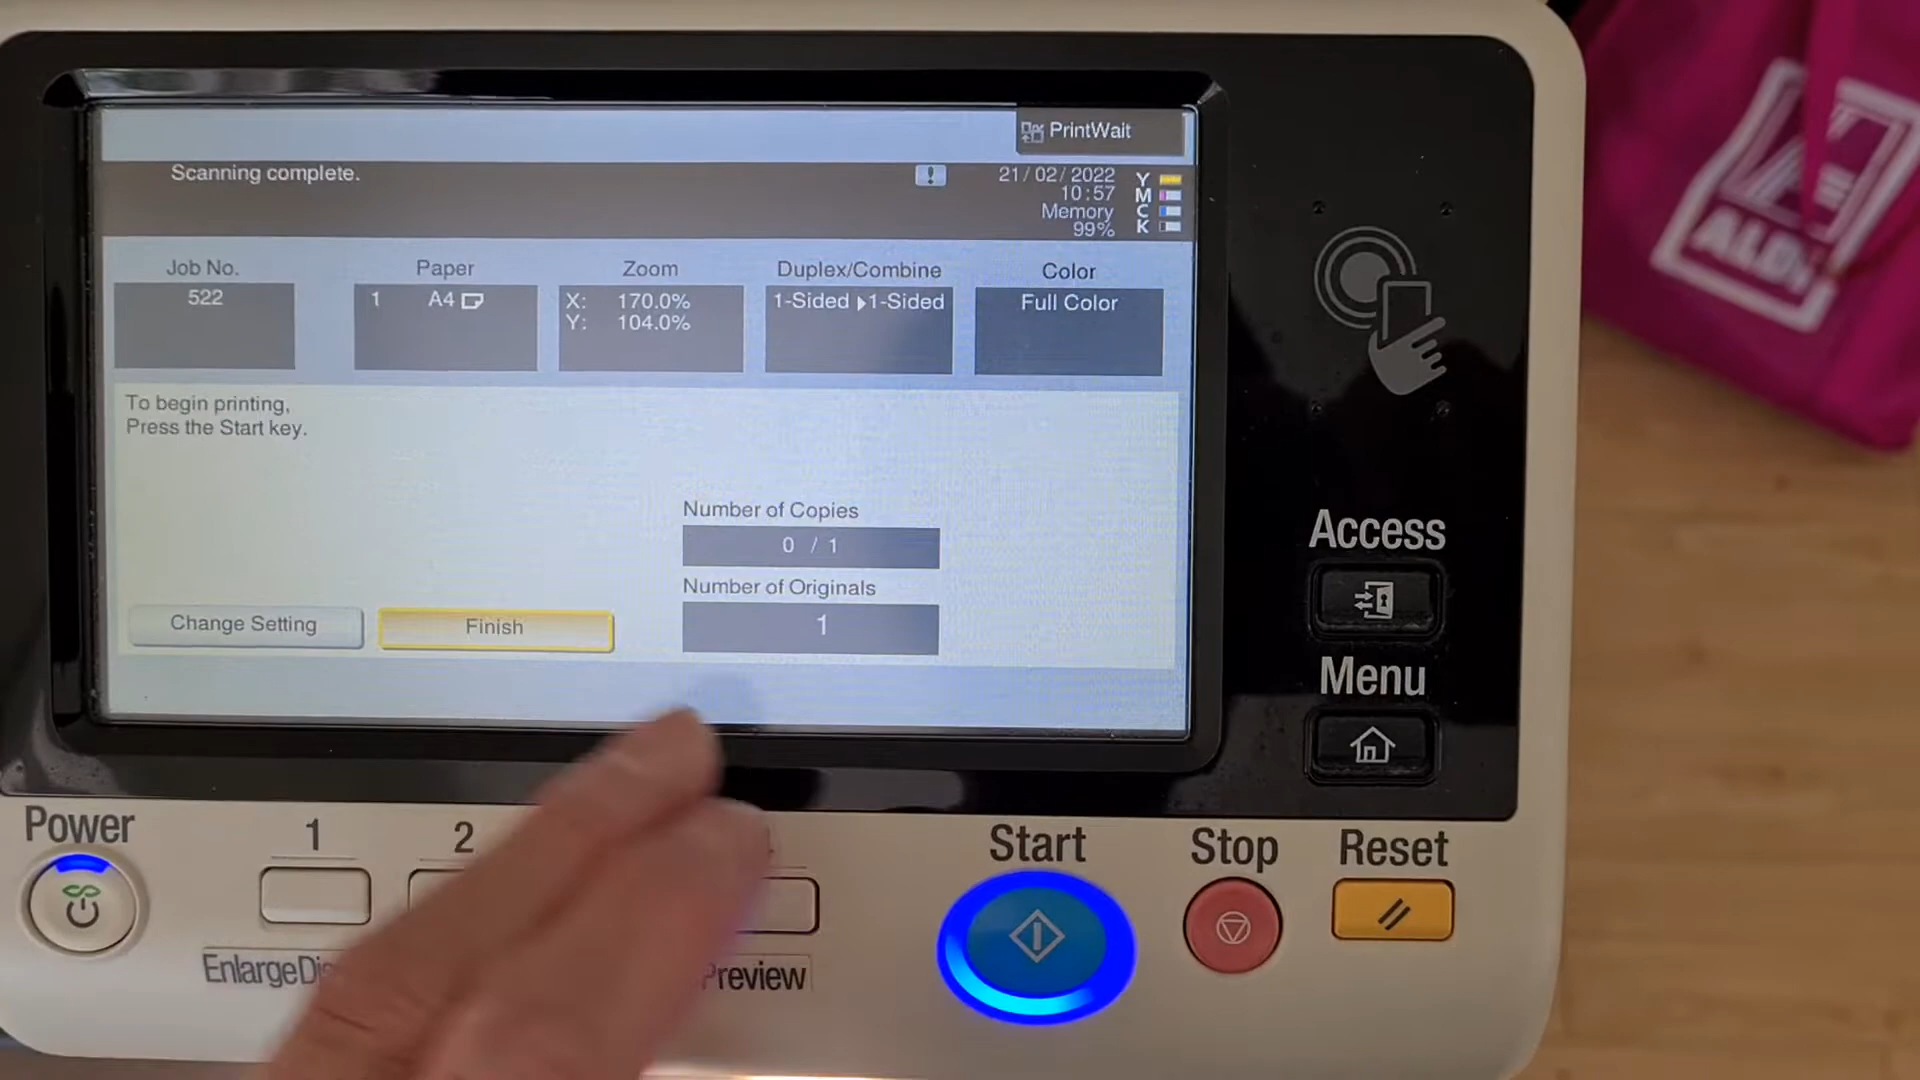 PrintWait
Scanning complete.
!
21/02/2022
10:57
Memory
99%
Y
M
C
K
Job No.
522
Paper
1 A4
Zoom
X: 170.0%
Y: 104.0%
Duplex/Combine
1-Sided ▸1-Sided
Color
Full Color
To begin printing,
Press the Start key.
Number of Copies
0 / 1
Number of Originals
1
Change Setting
Finish
ALDI
Access
Menu
Power
1
2
Start
Stop
Reset
Preview